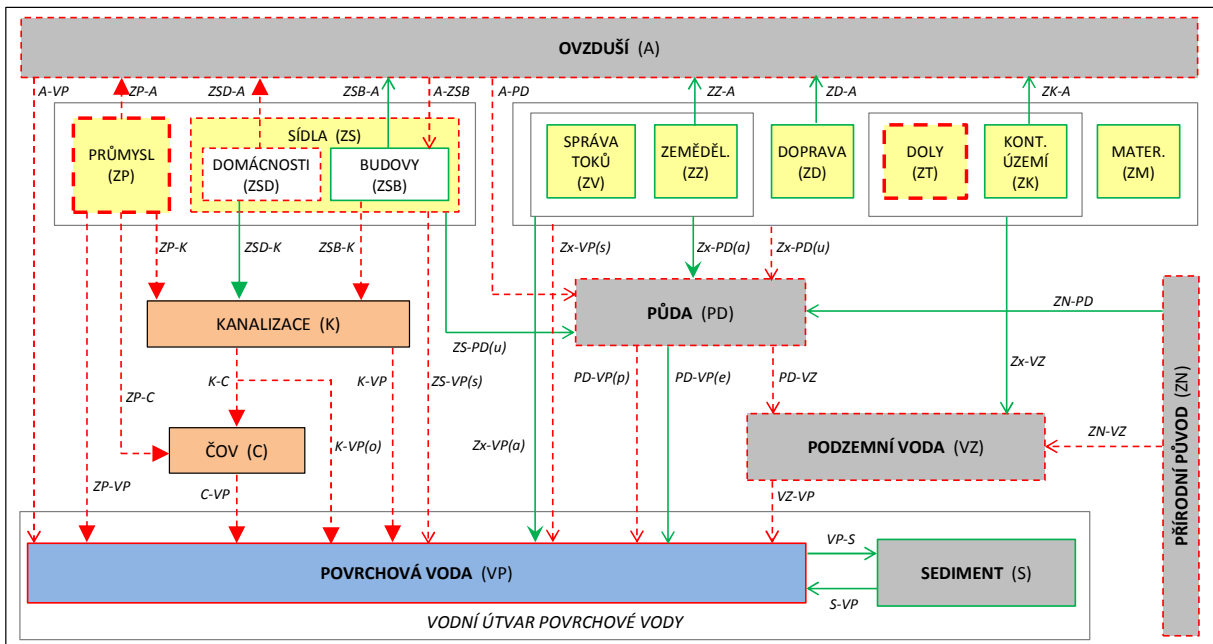 OVZDUŠÍ (A)
A-VP
ZP-A
ZSD-A
ZSB-A
A-ZSB
A-PD
ZZ-A
ZD-A
ZK-A
PRŮMYSL
(ZP)
SÍDLA (ZS)
DOMÁCNOSTI
(ZSD)
BUDOVY
(ZSB)
SPRÁVA
TOKŮ
(ZV)
ZEMĚDĚL.
(ZZ)
DOPRAVA
(ZD)
DOLY
(ZT)
KONT.
ÚZEMÍ
(ZK)
MATER.
(ZM)
ZP-K
ZSD-K
ZSB-K
Zx-VP(s)
Zx-PD(a)
Zx-PD(u)
KANALIZACE (K)
PŮDA (PD)
ZN-PD
ZS-PD(u)
Zx-VZ
K-C
K-VP
ZS-VP(s)
PD-VP(p)
PD-VP(e)
PD-VZ
ZP-C
ČOV (C)
K-VP(o)
Zx-VP(a)
PODZEMNÍ VODA (VZ)
ZN-VZ
PŘÍRODNÍ PŮVOD (ZN)
ZP-VP
C-VP
VZ-VP
POVRCHOVÁ VODA (VP)
VP-S
S-VP
SEDIMENT (S)
VODNÍ ÚTVAR POVRCHOVÉ VODY